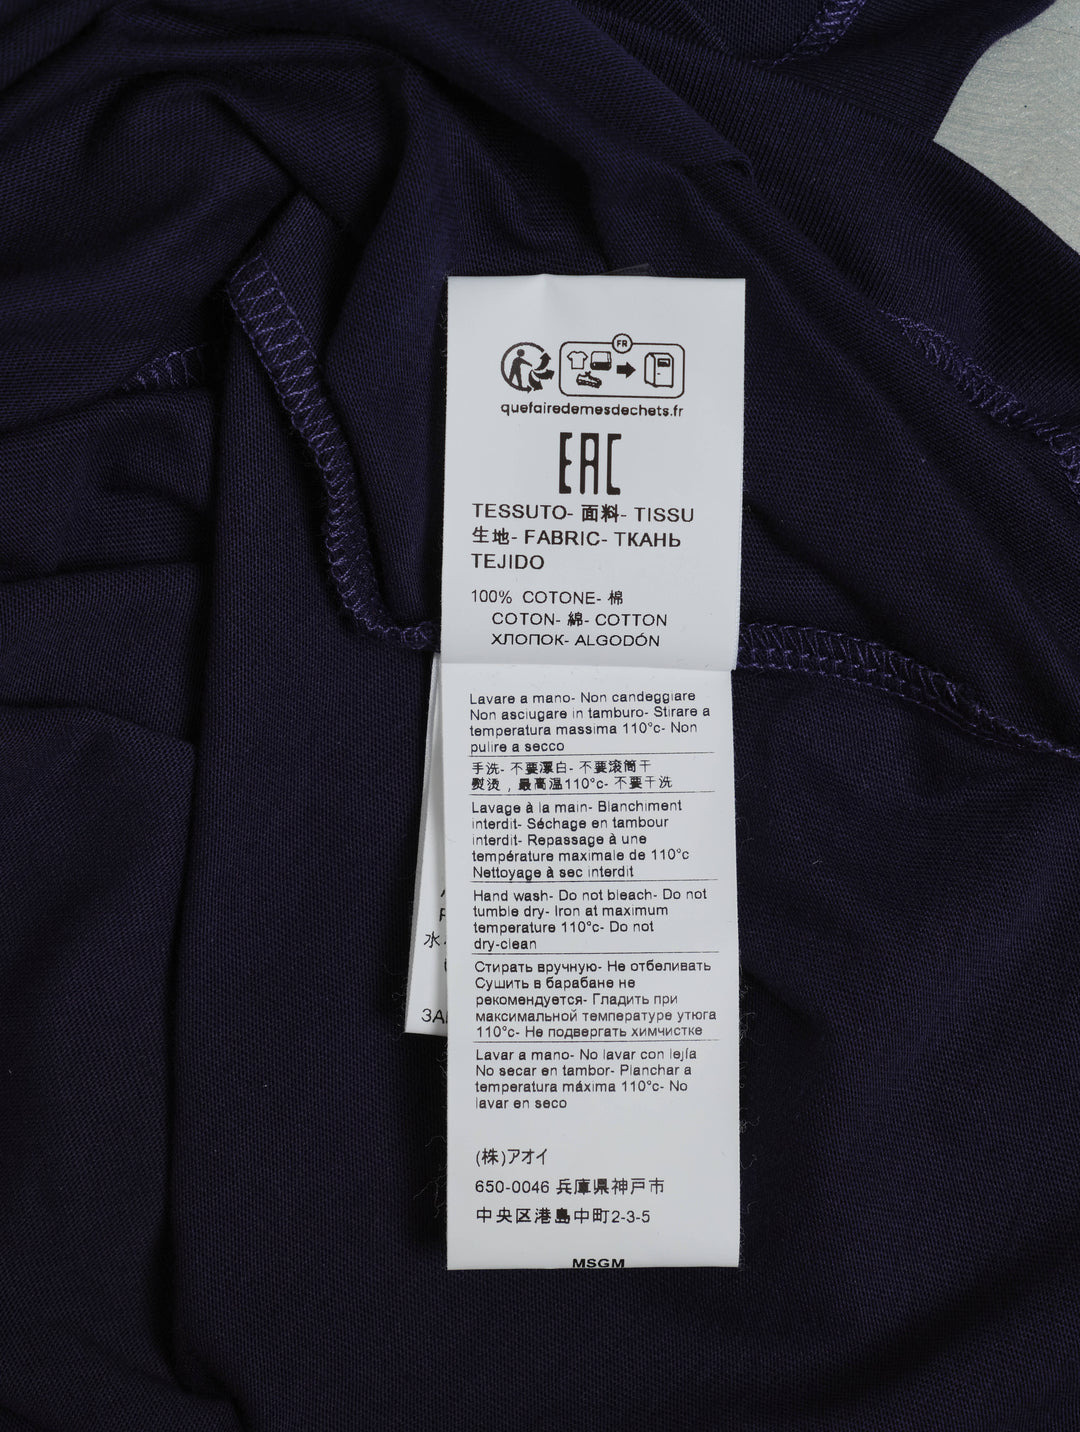 FR
quefairedemesdechets.fr
EAC
TESSUTO- 面料- TISSU
生地- FABRIC- ТКАНЬ
TEJIDO
100% COTONE- 棉
COTON- 綿- COTTON
ХЛОПОК- ALGODÓN
Lavare a mano- Non candeggiare
Non asciugare in tamburo- Stirare a
temperatura massima 110°c- Non
pulire a secco
手洗- 不要漂白- 不要滚筒干
熨烫，最高温110°c- 不要干洗
Lavage à la main- Blanchiment
interdit- Séchage en tambour
interdit- Repassage à une
température maximale de 110°c
Nettoyage à sec interdit
Hand wash- Do not bleach- Do not
tumble dry- Iron at maximum
temperature 110°c- Do not
dry-clean
Стирать вручную- Не отбеливать
Сушить в барабане не
рекомендуется- Гладить при
максимальной температуре утюга
110°c- Не подвергать химчистке
Lavar a mano- No lavar con lejía
No secar en tambor- Planchar a
temperatura máxima 110°c- No
lavar en seco
(株)アオイ
650-0046 兵庫県神戸市
中央区港島中町2-3-5
MSGM
水